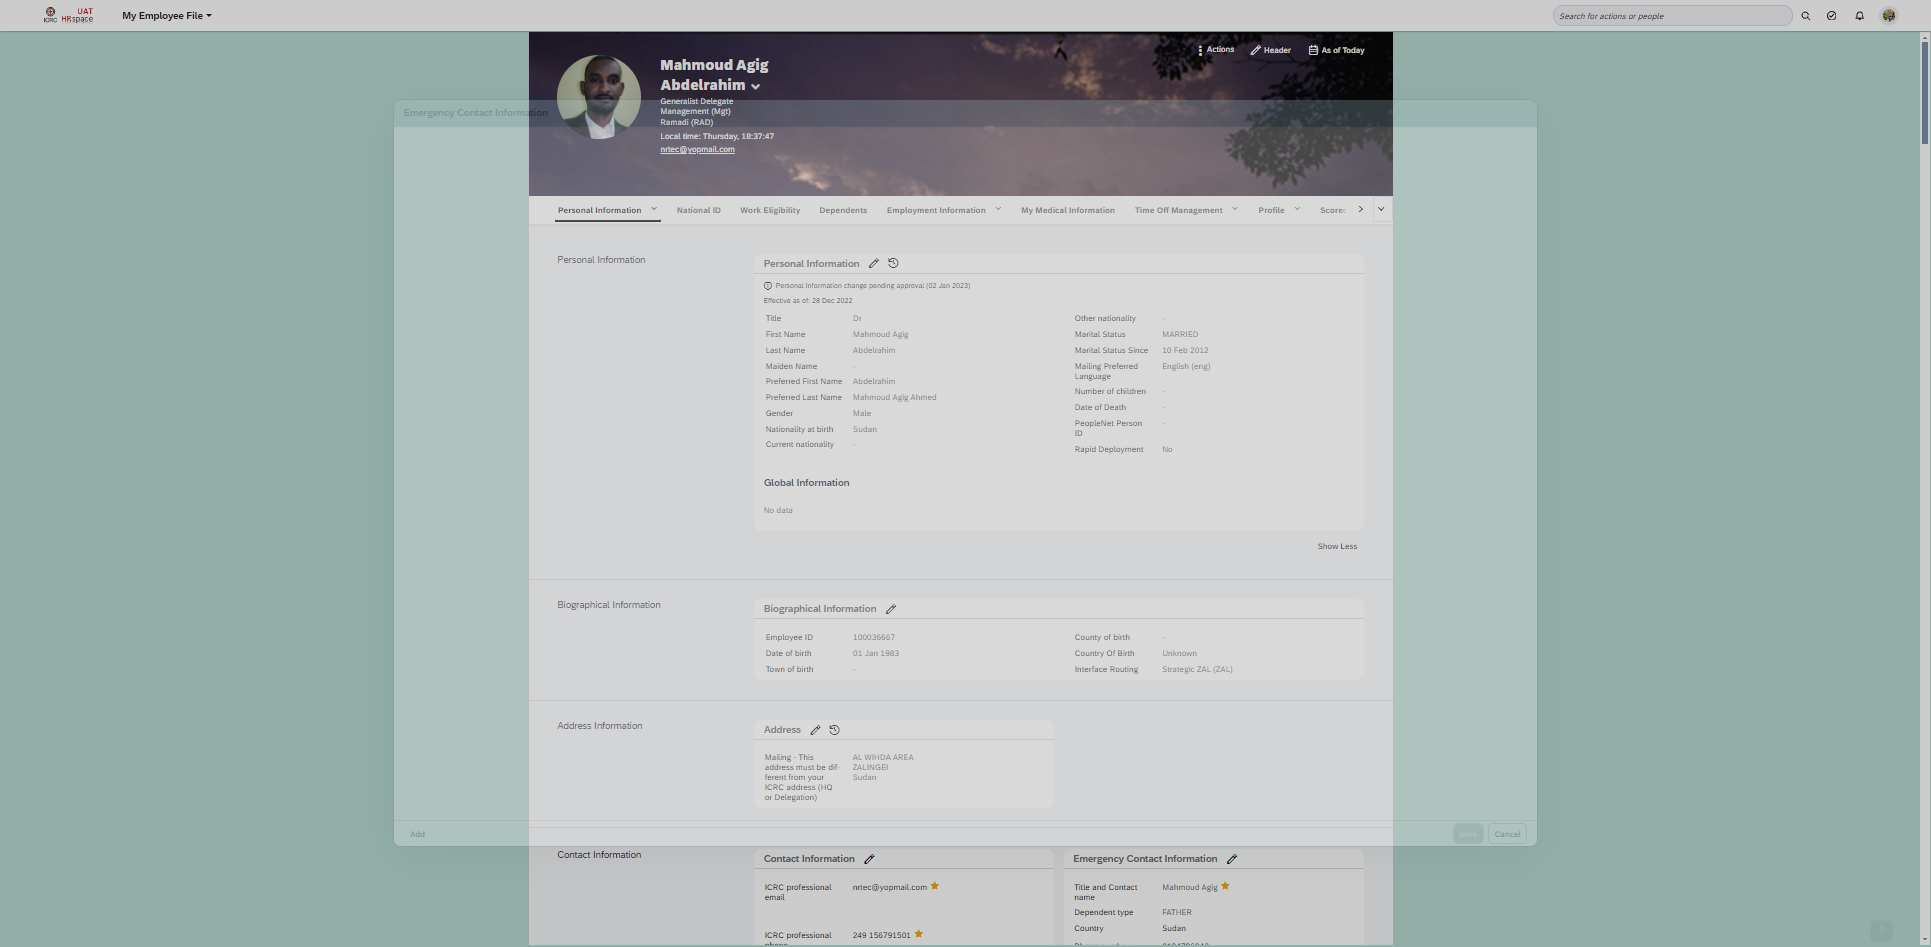 ICRC
UAT
HRspace
My Employee File
Search for actions or people
Mahmoud Agig
Abdelrahim
Actions
Header
As of Today
Generalist Delegate
Management (Mgt)
Ramadi (RAD)
Local time: Thursday, 18:37:47
nrtec@yopmail.com
Emergency Contact Information
Personal Information
National ID
Work Eligibility
Dependents
Employment Information
My Medical Information
Time Off Management
Profile
Score
Personal Information
Personal Information
Personal Information change pending approval (02 Jan 2023)
Effective as of: 28 Dec 2022
Title Dr
First Name Mahmoud Agig
Last Name Abdelrahim
Maiden Name -
Preferred First Name Abdelrahim
Preferred Last Name Mahmoud Agig Ahmed
Gender Male
Nationality at birth Sudan
Current nationality -
Other nationality -
Marital Status MARRIED
Marital Status Since 10 Feb 2012
Mailing Preferred English (eng)
Language
Number of children -
Date of Death -
PeopleNet Person -
ID
Rapid Deployment No
Global Information
No data
Show Less
Biographical Information
Biographical Information
Employee ID 100036667
Date of birth 01 Jan 1983
Town of birth -
County of birth -
Country Of Birth Unknown
Interface Routing Strategic ZAL (ZAL)
Address Information
Address
Mailing - This AL WIHDA AREA
address must be dif- ZALINGEI
ferent from your Sudan
ICRC address (HQ
or Delegation)
Add
Save
Cancel
Contact Information
Contact Information
ICRC professional nrtec@yopmail.com
email
ICRC professional 249 156791501
Emergency Contact Information
Title and Contact Mahmoud Agig
name
Dependent type FATHER
Country Sudan